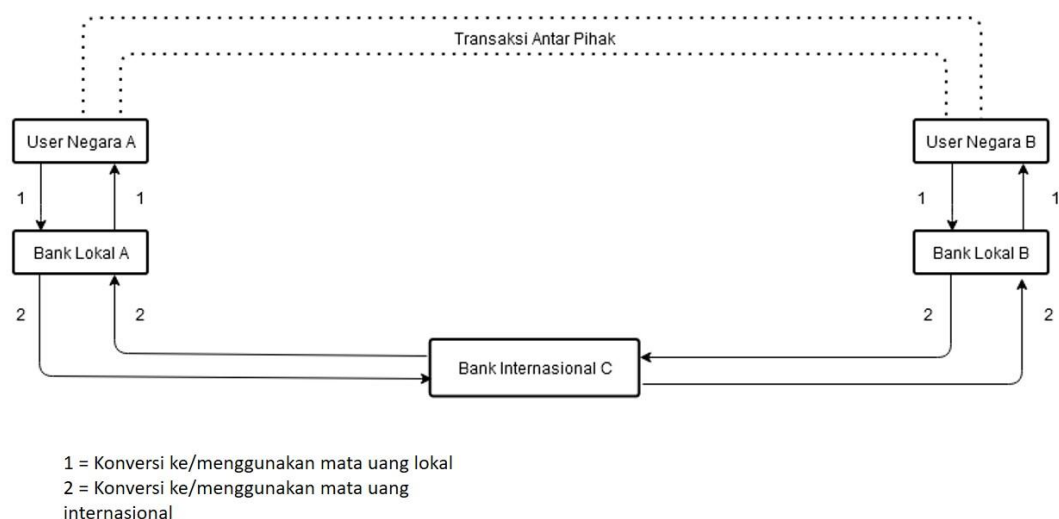 Transaksi Antar Pihak
User Negara A
User Negara B
1
1
1
1
Bank Lokal A
Bank Lokal B
2
2
2
2
Bank Internasional C
1 = Konversi ke/menggunakan mata uang lokal
2 = Konversi ke/menggunakan mata uang
internasional